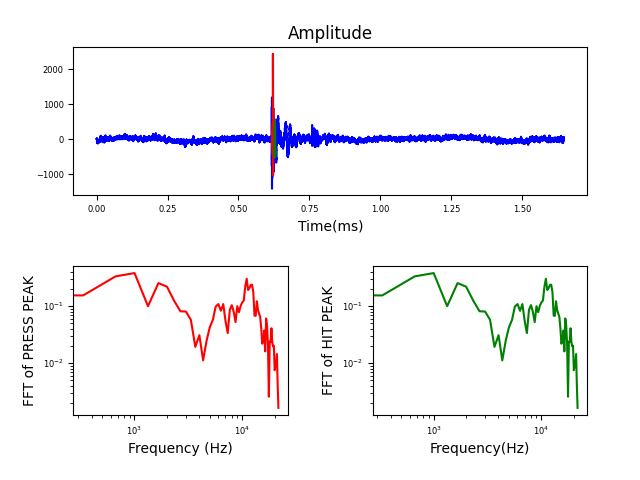 Amplitude
2000
1000
0
−1000
0.00 0.25 0.50 0.75 1.00 1.25 1.50
Time(ms)
FFT of PRESS PEAK
10⁻¹
10⁻²
10³ 10⁴
Frequency (Hz)
FFT of HIT PEAK
10⁻¹
10⁻²
10³ 10⁴
Frequency(Hz)